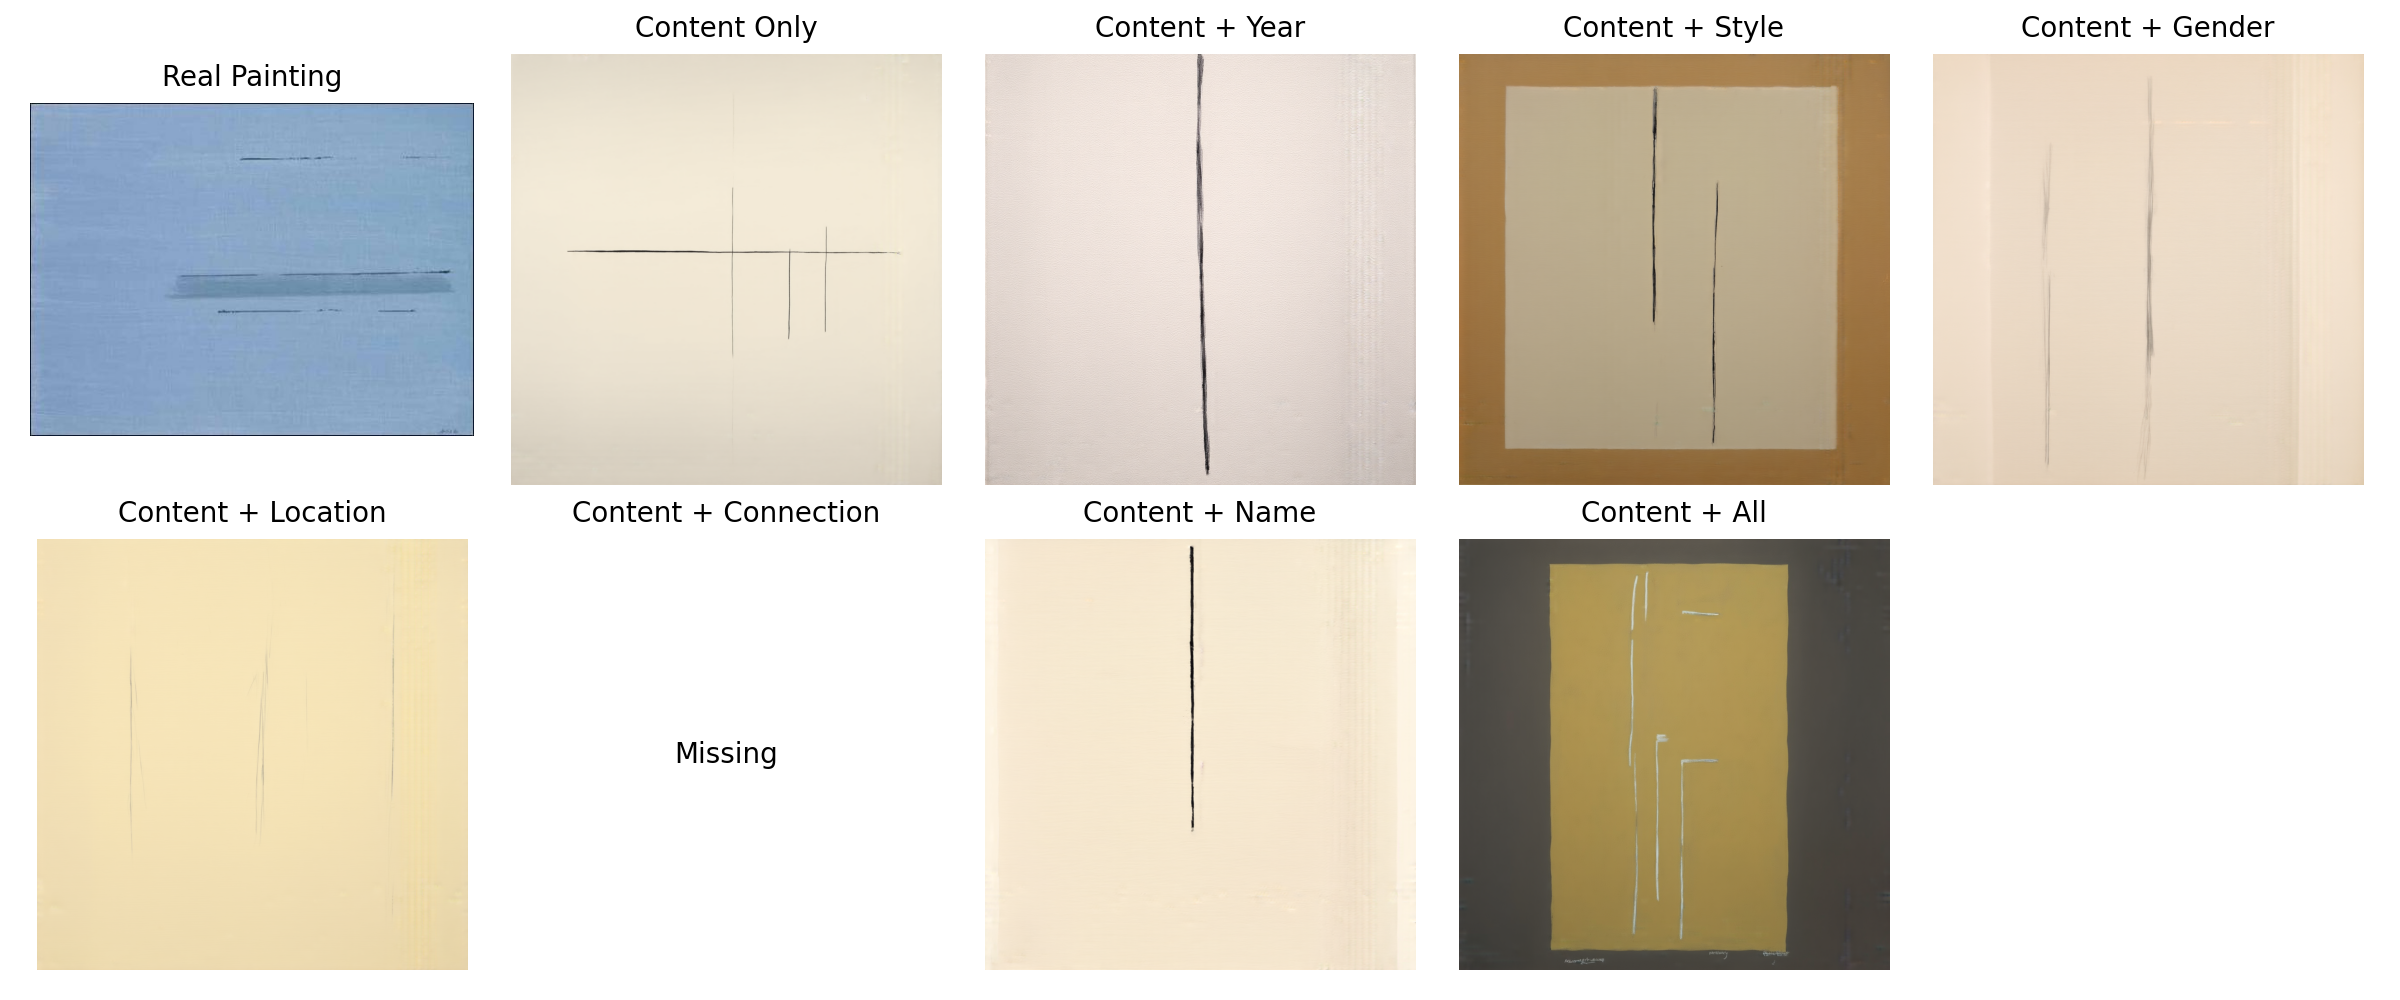 Real Painting
Content Only
Content + Year
Content + Style
Content + Gender
Content + Location
Content + Connection
Content + Name
Content + All
Missing